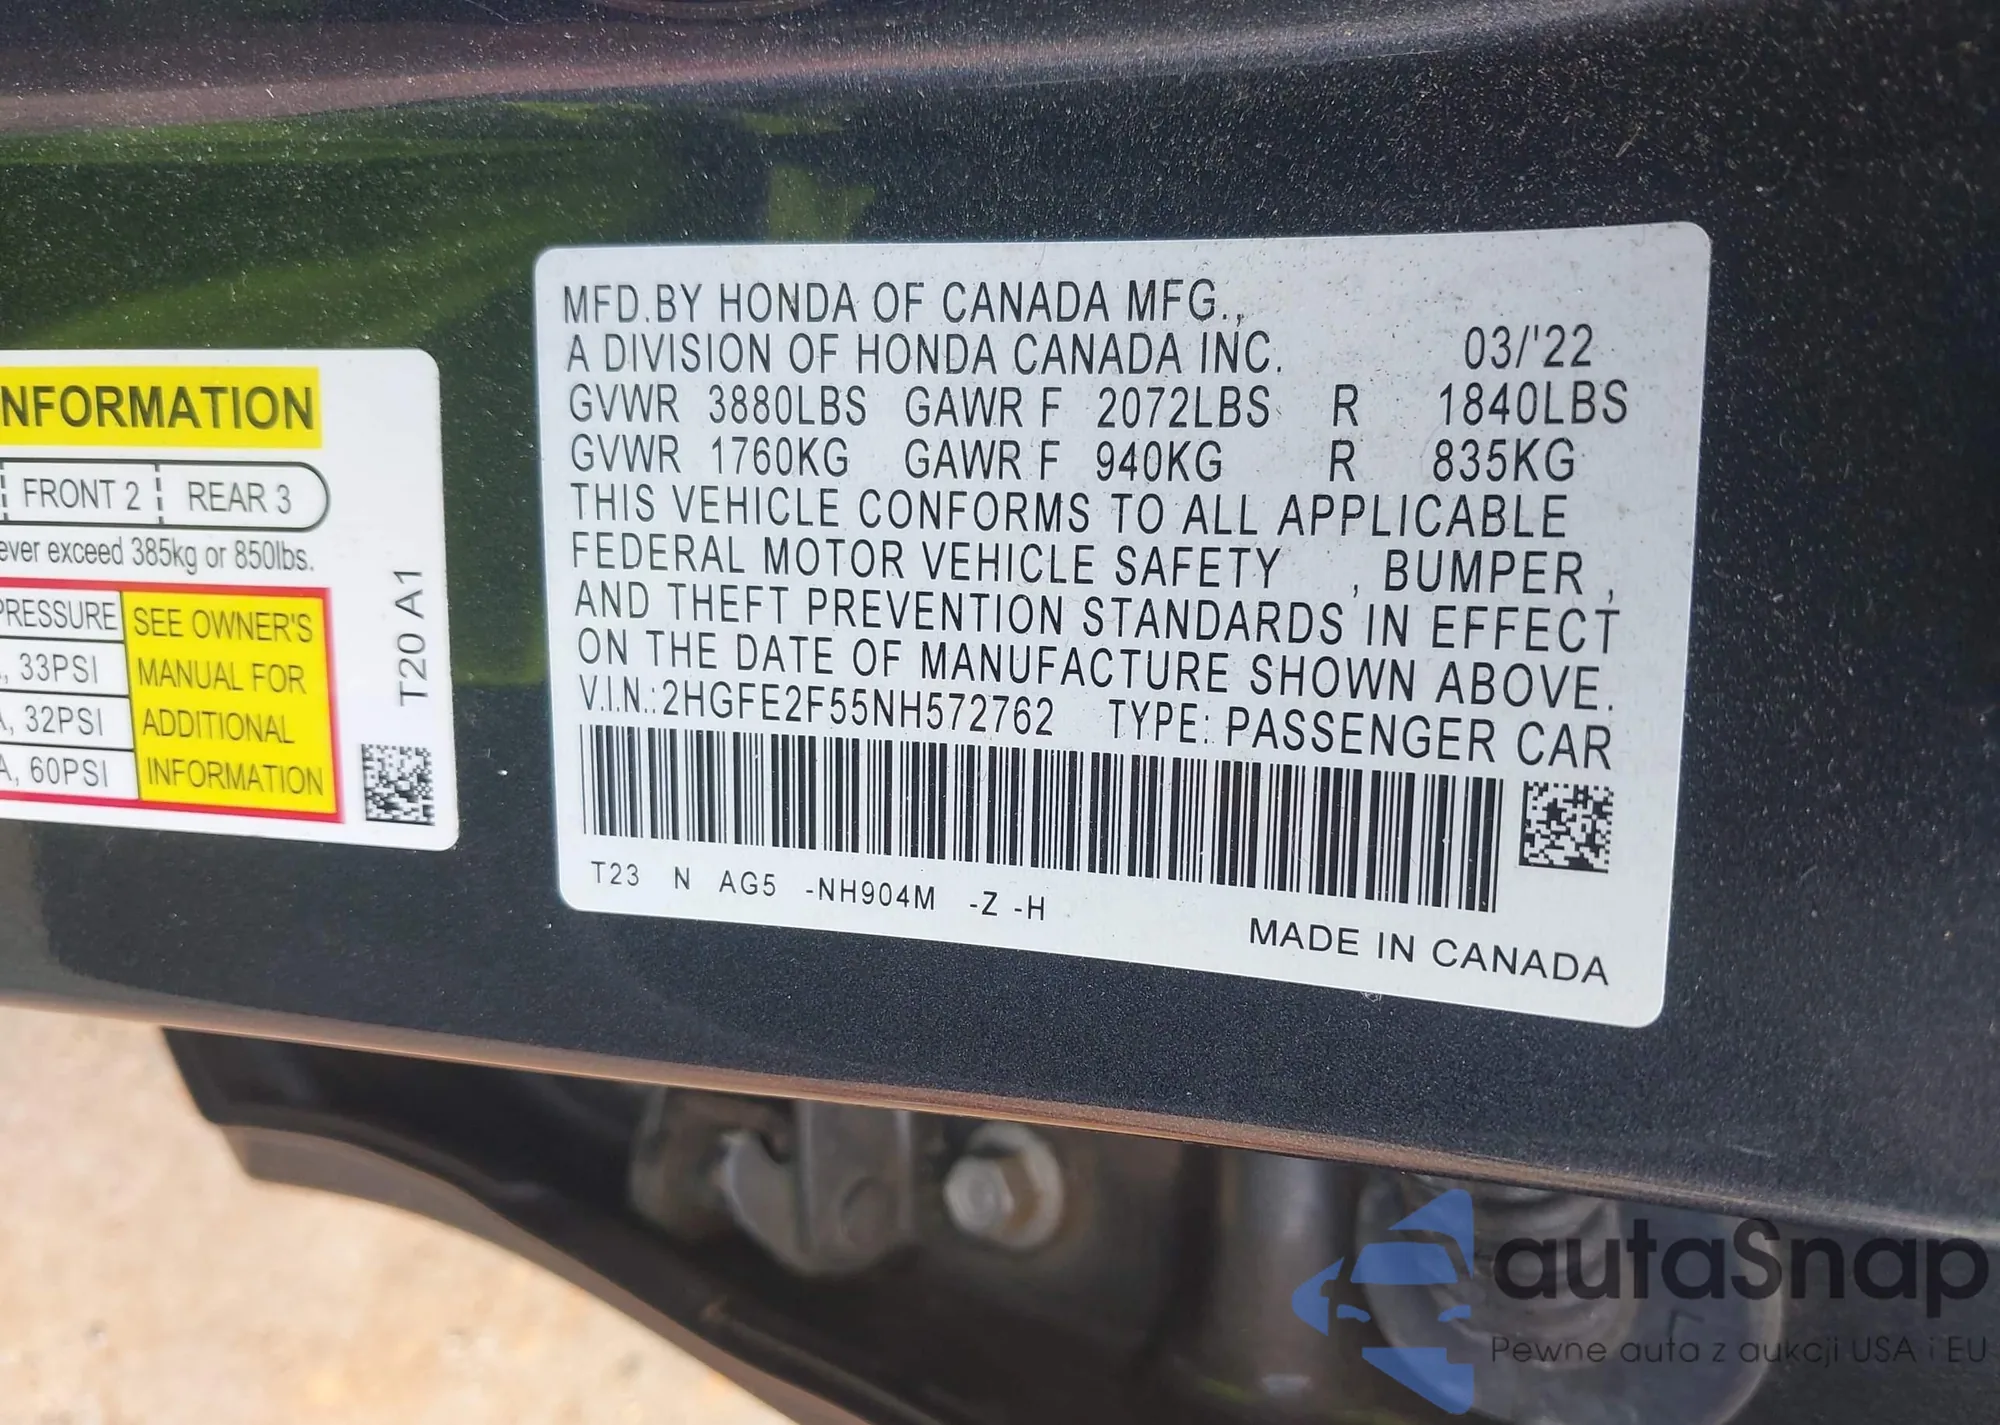 NFORMATION
FRONT 2 REAR 3
ever exceed 385kg or 850lbs.
PRESSURE
, 33PSI
, 32PSI
A, 60PSI
SEE OWNER'S
MANUAL FOR
ADDITIONAL
INFORMATION
T20 A1
MFD.BY HONDA OF CANADA MFG.,
A DIVISION OF HONDA CANADA INC. 03/'22
GVWR 3880LBS GAWR F 2072LBS R 1840LBS
GVWR 1760KG GAWR F 940KG R 835KG
THIS VEHICLE CONFORMS TO ALL APPLICABLE
FEDERAL MOTOR VEHICLE SAFETY , BUMPER ,
AND THEFT PREVENTION STANDARDS IN EFFECT
ON THE DATE OF MANUFACTURE SHOWN ABOVE.
V.I.N.:2HGFE2F55NH572762 TYPE: PASSENGER CAR
T23 N AG5 -NH904M -Z -H
MADE IN CANADA
autaSnap
Pewne auta z aukcji USA i EU